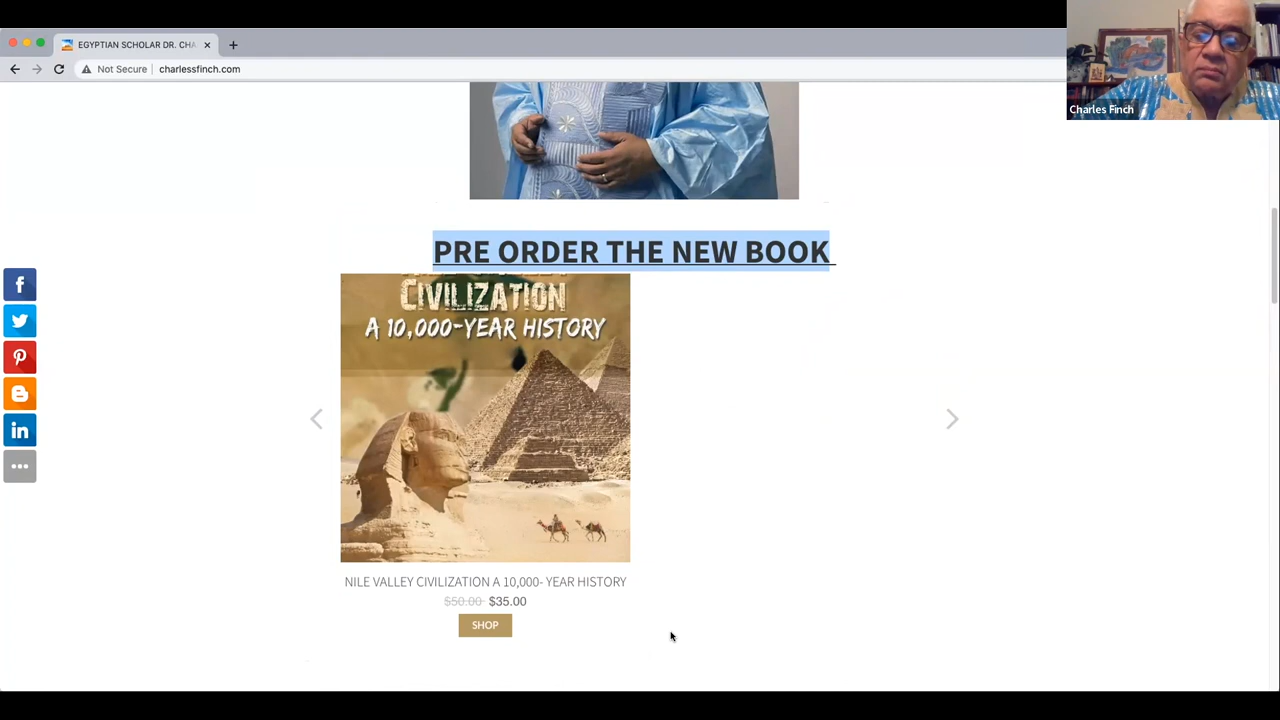 EGYPTIAN SCHOLAR DR. CHA
Not Secure
charlessfinch.com
Charles Finch
PRE ORDER THE NEW BOOK
CIVILIZATION
A 10,000-YEAR HISTORY
NILE VALLEY CIVILIZATION A 10,000- YEAR HISTORY
$50.00 $35.00
SHOP